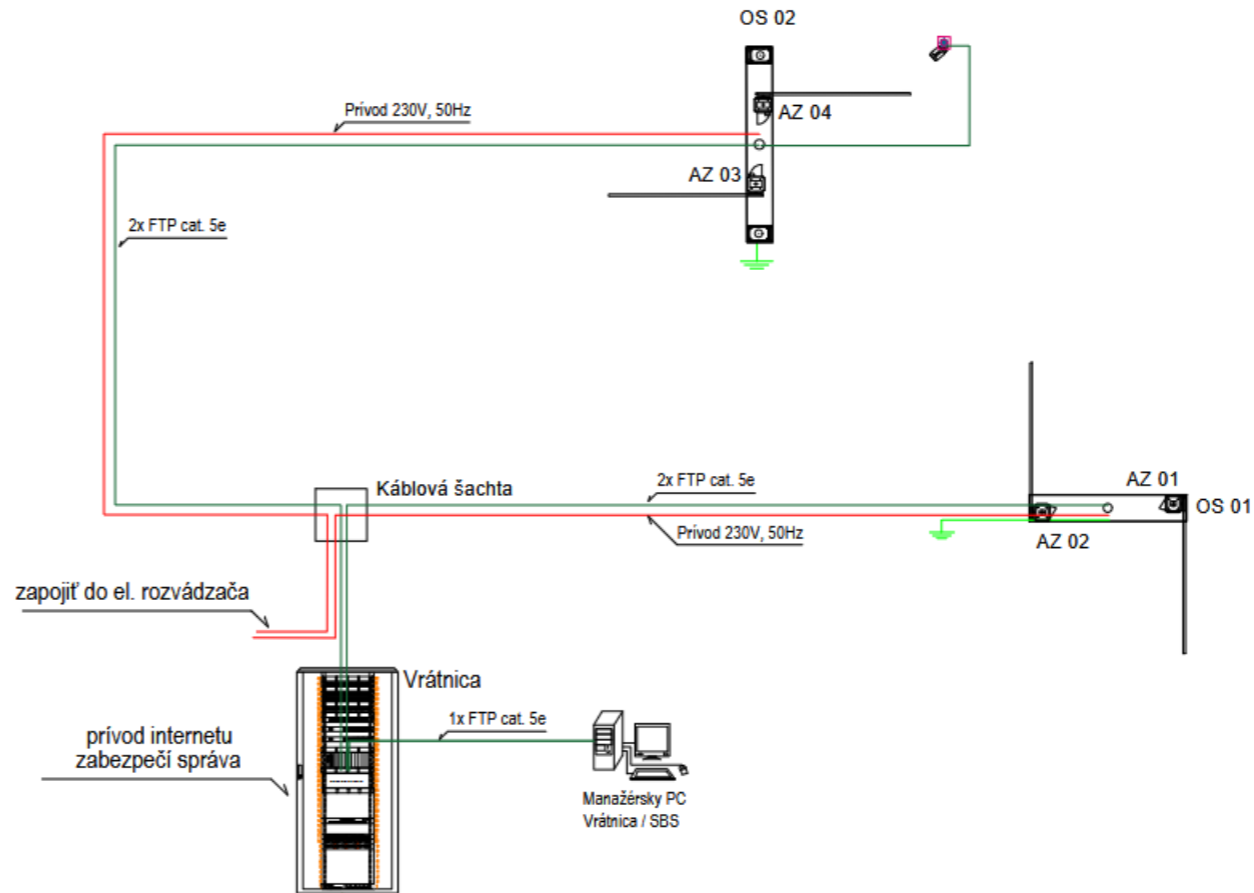 OS 02
Prívod 230V, 50Hz
AZ 04
AZ 03
2x FTP cat. 5e
Káblová šachta
2x FTP cat. 5e
AZ 01
OS 01
Prívod 230V, 50Hz
AZ 02
zapojiť do el. rozvádzača
Vrátnica
1x FTP cat. 5e
prívod internetu
zabezpečí správa
Manažérsky PC
Vrátnica / SBS